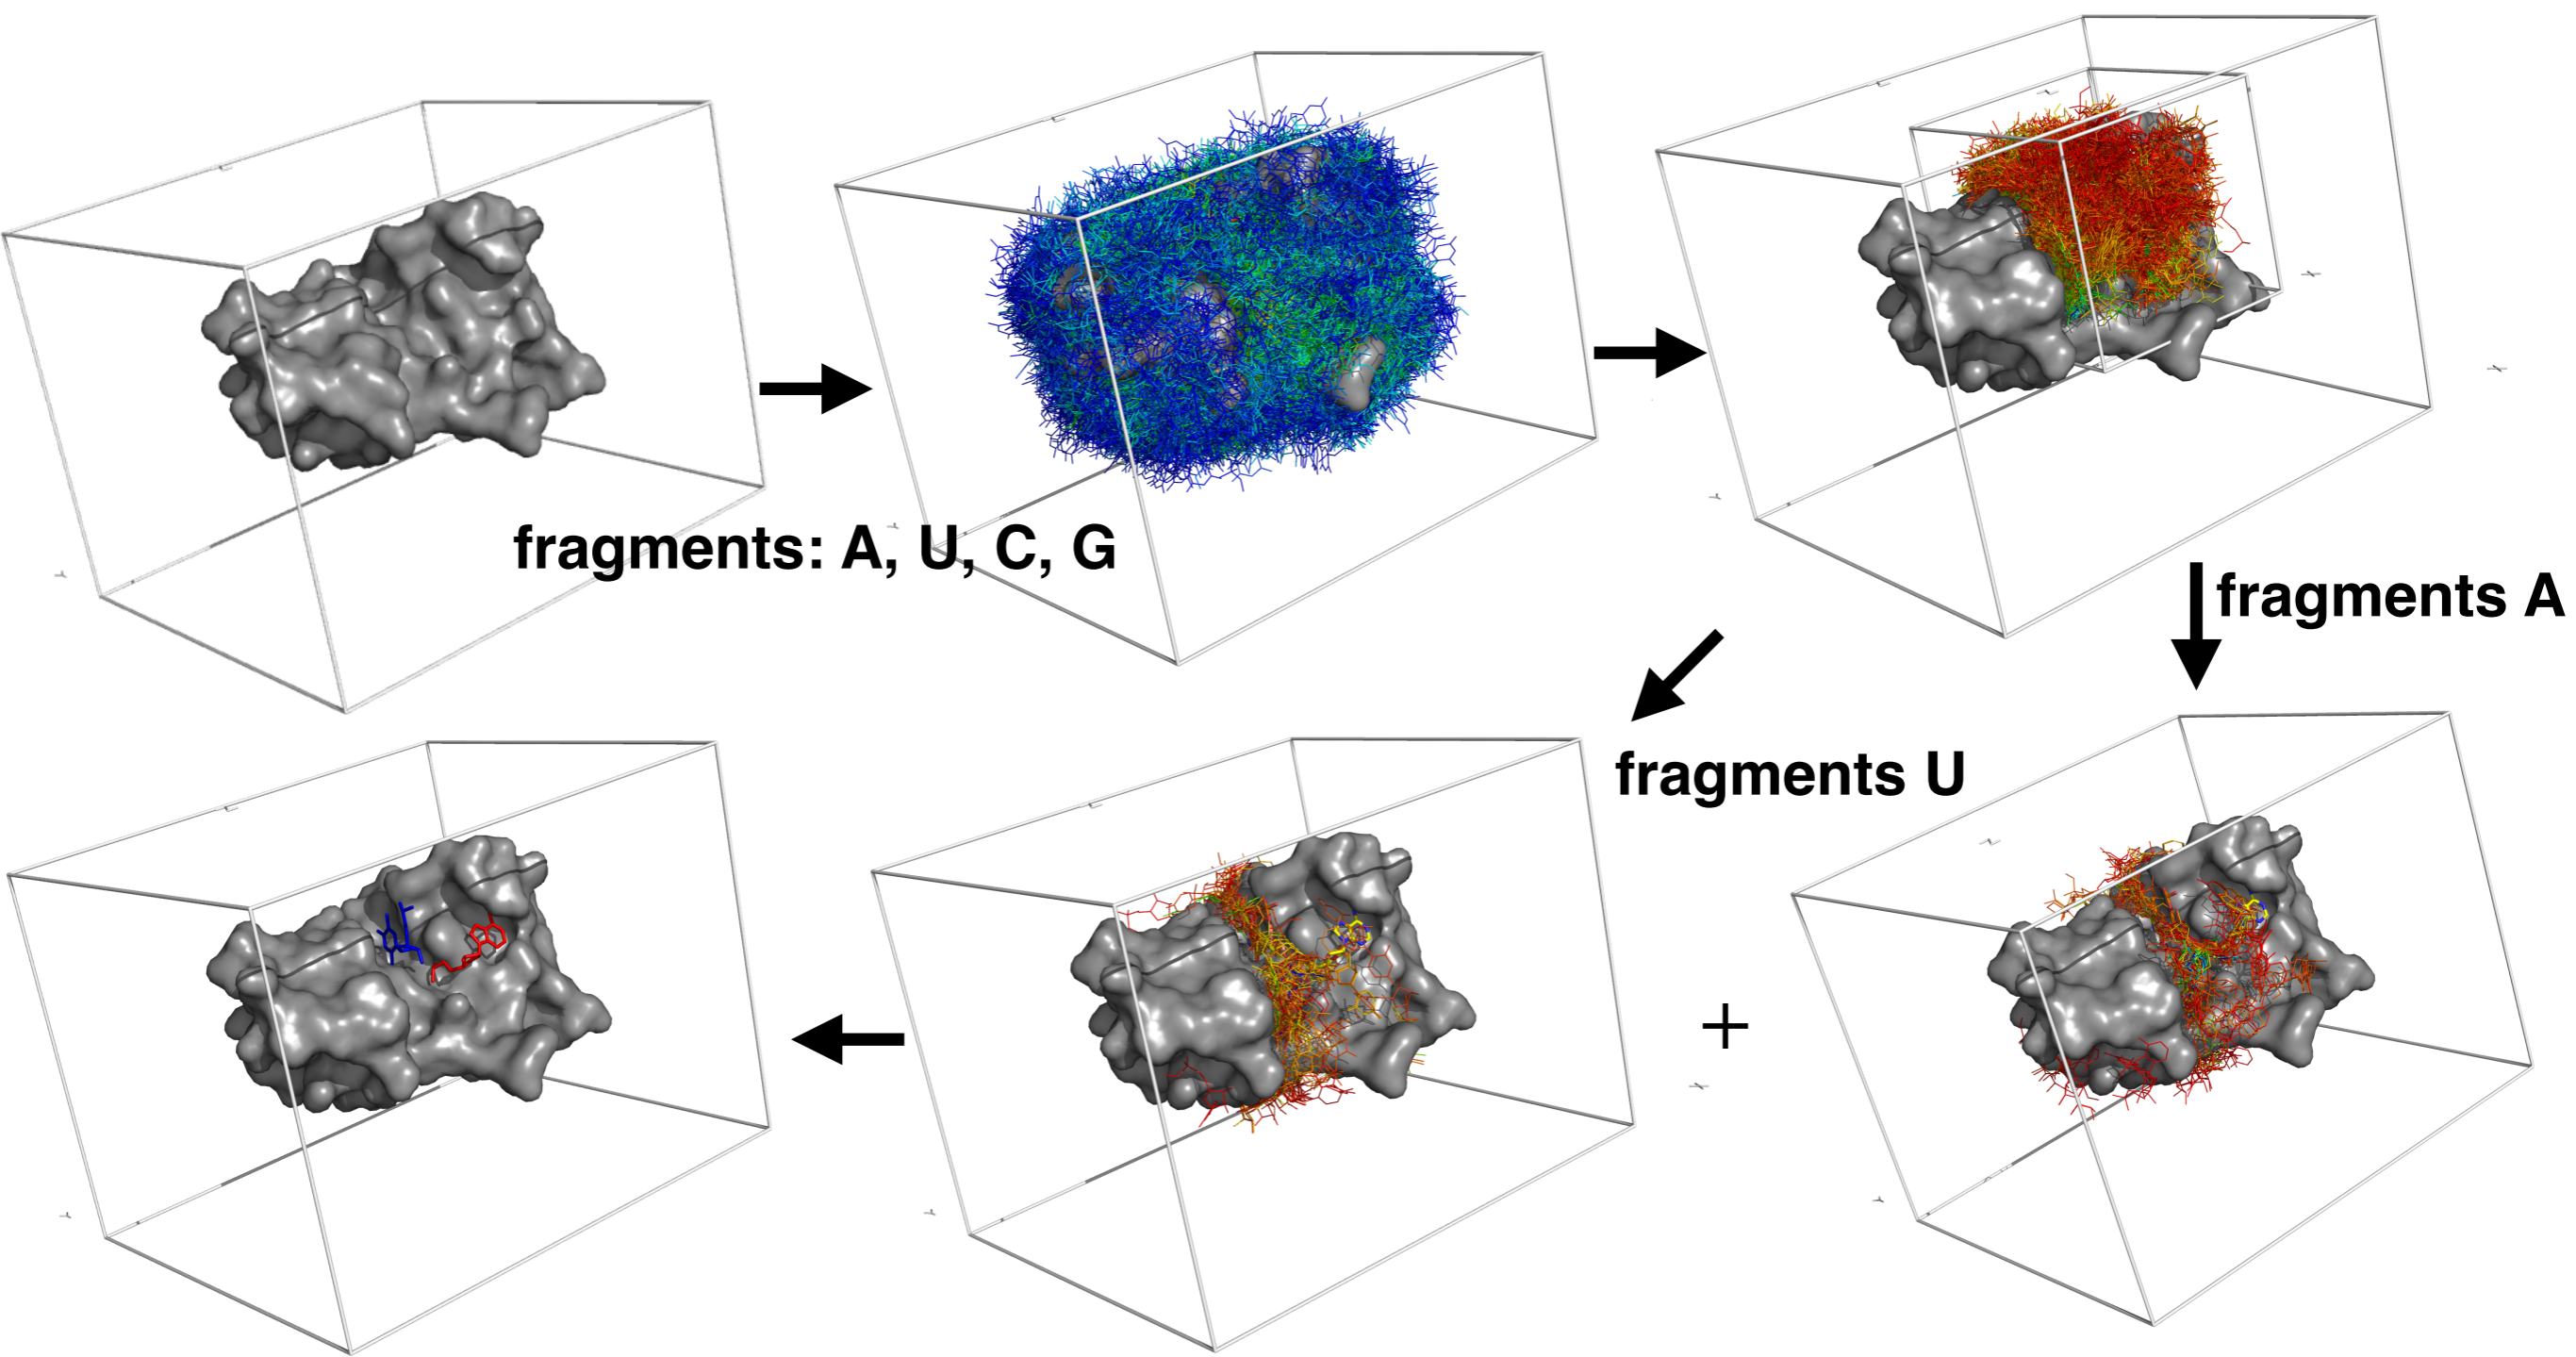 fragments: A, U, C, G
fragments A
fragments U
+